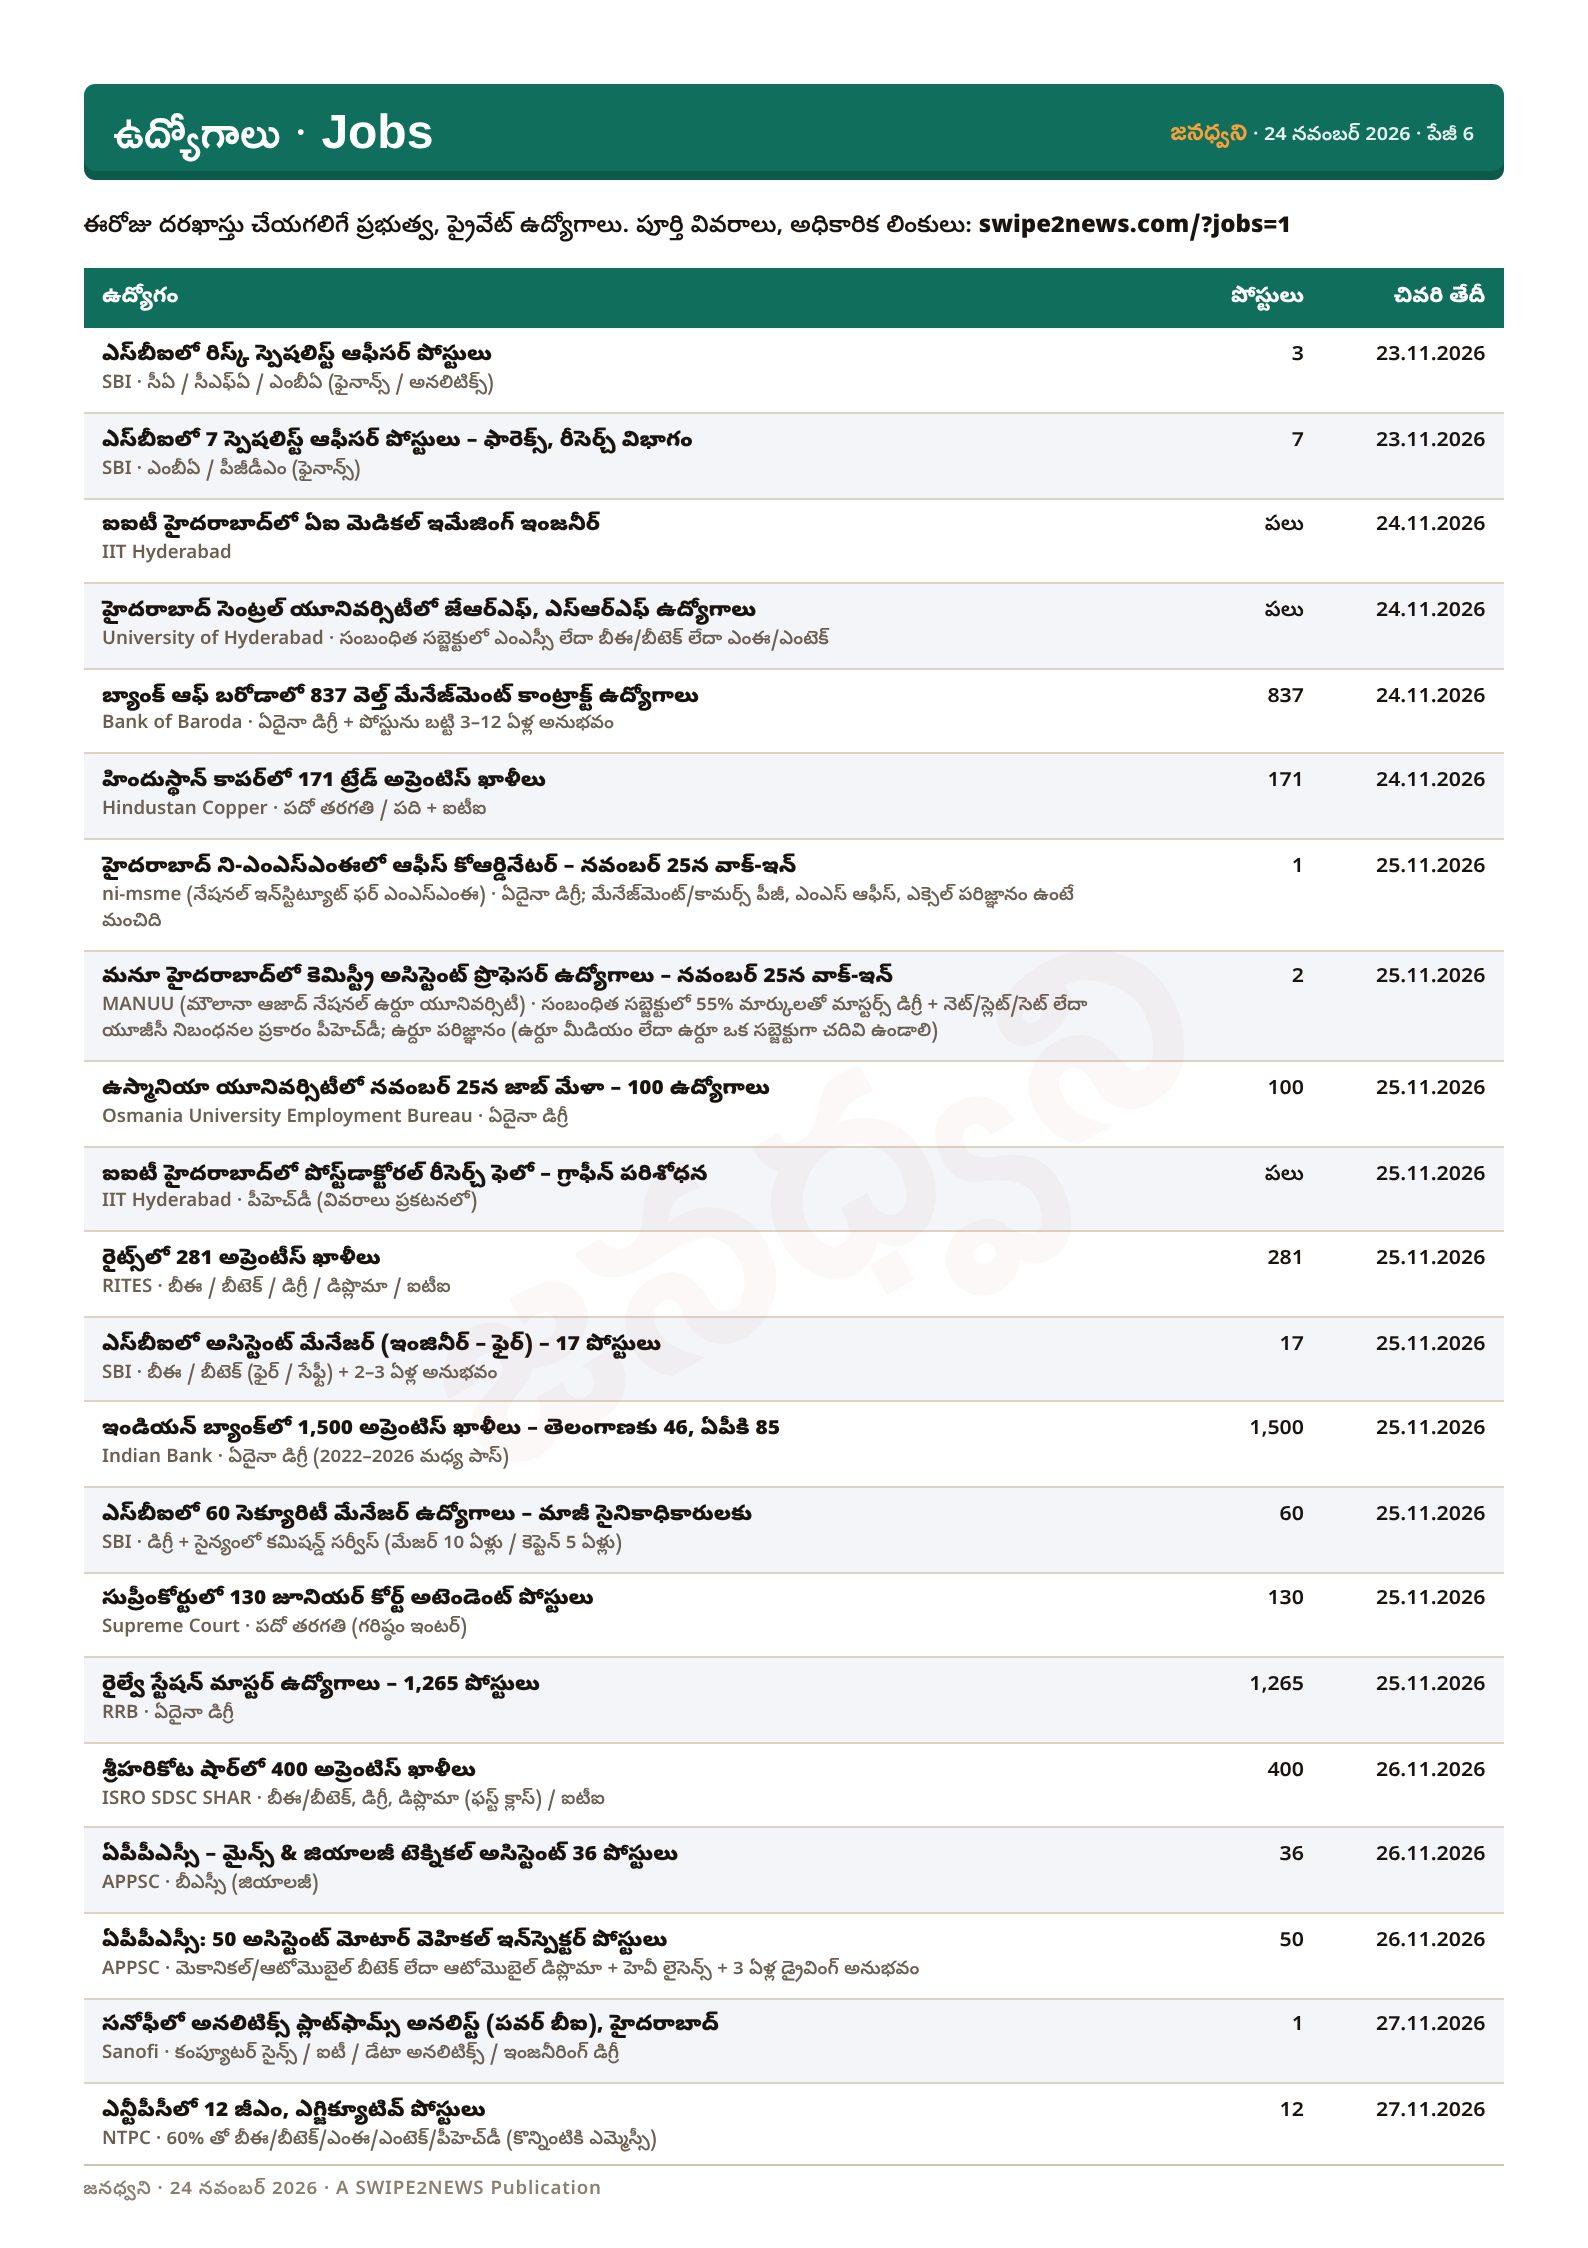 ఉద్యోగాలు · Jobs
జనధ్వని · 24 నవంబర్ 2026 · పేజీ 6
ఈరోజు దరఖాస్తు చేయగలిగే ప్రభుత్వ, ప్రైవేట్ ఉద్యోగాలు. పూర్తి వివరాలు, అధికారిక లింకులు: swipe2news.com/?jobs=1
ఉద్యోగం పోస్టులు చివరి తేదీ
ఎస్‌బీఐలో రిస్క్ స్పెషలిస్ట్ ఆఫీసర్ పోస్టులు 3 23.11.2026
SBI · సీఏ / సీఎఫ్ఏ / ఎంబీఏ (ఫైనాన్స్ / అనలిటిక్స్)
ఎస్‌బీఐలో 7 స్పెషలిస్ట్ ఆఫీసర్ పోస్టులు – ఫారెక్స్, రీసెర్చ్ విభాగం 7 23.11.2026
SBI · ఎంబీఏ / పీజీడీఎం (ఫైనాన్స్)
ఐఐటీ హైదరాబాద్‌లో ఏఐ మెడికల్ ఇమేజింగ్ ఇంజనీర్ పలు 24.11.2026
IIT Hyderabad
హైదరాబాద్ సెంట్రల్ యూనివర్సిటీలో జేఆర్ఎఫ్, ఎస్ఆర్ఎఫ్ ఉద్యోగాలు పలు 24.11.2026
University of Hyderabad · సంబంధిత సబ్జెక్టులో ఎంఎస్సీ లేదా బీఈ/బీటెక్ లేదా ఎంఈ/ఎంటెక్
బ్యాంక్ ఆఫ్ బరోడాలో 837 వెల్త్ మేనేజ్‌మెంట్ కాంట్రాక్ట్ ఉద్యోగాలు 837 24.11.2026
Bank of Baroda · ఏదైనా డిగ్రీ + పోస్టును బట్టి 3–12 ఏళ్ల అనుభవం
హిందుస్థాన్ కాపర్‌లో 171 ట్రేడ్ అప్రెంటిస్ ఖాళీలు 171 24.11.2026
Hindustan Copper · పదో తరగతి / పది + ఐటీఐ
హైదరాబాద్ ని-ఎంఎస్ఎంఈలో ఆఫీస్ కోఆర్డినేటర్ – నవంబర్ 25న వాక్-ఇన్ 1 25.11.2026
ni-msme (నేషనల్ ఇన్‌స్టిట్యూట్ ఫర్ ఎంఎస్ఎంఈ) · ఏదైనా డిగ్రీ; మేనేజ్‌మెంట్/కామర్స్ పీజీ, ఎంఎస్ ఆఫీస్, ఎక్సెల్ పరిజ్ఞానం ఉంటే
మంచిది
మనూ హైదరాబాద్‌లో కెమిస్ట్రీ అసిస్టెంట్ ప్రొఫెసర్ ఉద్యోగాలు – నవంబర్ 25న వాక్-ఇన్ 2 25.11.2026
MANUU (మౌలానా ఆజాద్ నేషనల్ ఉర్దూ యూనివర్సిటీ) · సంబంధిత సబ్జెక్టులో 55% మార్కులతో మాస్టర్స్ డిగ్రీ + నెట్/స్లెట్/సెట్ లేదా
యూజీసీ నిబంధనల ప్రకారం పీహెచ్‌డీ; ఉర్దూ పరిజ్ఞానం (ఉర్దూ మీడియం లేదా ఉర్దూ ఒక సబ్జెక్టుగా చదివి ఉండాలి)
ఉస్మానియా యూనివర్సిటీలో నవంబర్ 25న జాబ్ మేళా – 100 ఉద్యోగాలు 100 25.11.2026
Osmania University Employment Bureau · ఏదైనా డిగ్రీ
ఐఐటీ హైదరాబాద్‌లో పోస్ట్‌డాక్టోరల్ రీసెర్చ్ ఫెలో – గ్రాఫీన్ పరిశోధన పలు 25.11.2026
IIT Hyderabad · పీహెచ్‌డీ (వివరాలు ప్రకటనలో)
రైట్స్‌లో 281 అప్రెంటీస్ ఖాళీలు 281 25.11.2026
RITES · బీఈ / బీటెక్ / డిగ్రీ / డిప్లొమా / ఐటీఐ
ఎస్‌బీఐలో అసిస్టెంట్ మేనేజర్ (ఇంజినీర్ – ఫైర్) – 17 పోస్టులు 17 25.11.2026
SBI · బీఈ / బీటెక్ (ఫైర్ / సేఫ్టీ) + 2–3 ఏళ్ల అనుభవం
ఇండియన్ బ్యాంక్‌లో 1,500 అప్రెంటిస్ ఖాళీలు – తెలంగాణకు 46, ఏపీకి 85 1,500 25.11.2026
Indian Bank · ఏదైనా డిగ్రీ (2022–2026 మధ్య పాస్)
ఎస్‌బీఐలో 60 సెక్యూరిటీ మేనేజర్ ఉద్యోగాలు – మాజీ సైనికాధికారులకు 60 25.11.2026
SBI · డిగ్రీ + సైన్యంలో కమిషన్డ్ సర్వీస్ (మేజర్ 10 ఏళ్లు / కెప్టెన్ 5 ఏళ్లు)
సుప్రీంకోర్టులో 130 జూనియర్ కోర్ట్ అటెండెంట్ పోస్టులు 130 25.11.2026
Supreme Court · పదో తరగతి (గరిష్ఠం ఇంటర్)
రైల్వే స్టేషన్ మాస్టర్ ఉద్యోగాలు – 1,265 పోస్టులు 1,265 25.11.2026
RRB · ఏదైనా డిగ్రీ
శ్రీహరికోట షార్‌లో 400 అప్రెంటిస్ ఖాళీలు 400 26.11.2026
ISRO SDSC SHAR · బీఈ/బీటెక్, డిగ్రీ, డిప్లొమా (ఫస్ట్ క్లాస్) / ఐటీఐ
ఏపీపీఎస్సీ – మైన్స్ & జియాలజీ టెక్నికల్ అసిస్టెంట్ 36 పోస్టులు 36 26.11.2026
APPSC · బీఎస్సీ (జియాలజీ)
ఏపీపీఎస్సీ: 50 అసిస్టెంట్ మోటార్ వెహికల్ ఇన్‌స్పెక్టర్ పోస్టులు 50 26.11.2026
APPSC · మెకానికల్/ఆటోమొబైల్ బీటెక్ లేదా ఆటోమొబైల్ డిప్లొమా + హెవీ లైసెన్స్ + 3 ఏళ్ల డ్రైవింగ్ అనుభవం
సనోఫీలో అనలిటిక్స్ ప్లాట్‌ఫామ్స్ అనలిస్ట్ (పవర్ బీఐ), హైదరాబాద్ 1 27.11.2026
Sanofi · కంప్యూటర్ సైన్స్ / ఐటీ / డేటా అనలిటిక్స్ / ఇంజనీరింగ్ డిగ్రీ
ఎన్టీపీసీలో 12 జీఎం, ఎగ్జిక్యూటివ్ పోస్టులు 12 27.11.2026
NTPC · 60% తో బీఈ/బీటెక్/ఎంఈ/ఎంటెక్/పీహెచ్‌డీ (కొన్నింటికి ఎమ్మెస్సీ)
జనధ్వని
జనధ్వని · 24 నవంబర్ 2026 · A SWIPE2NEWS Publication